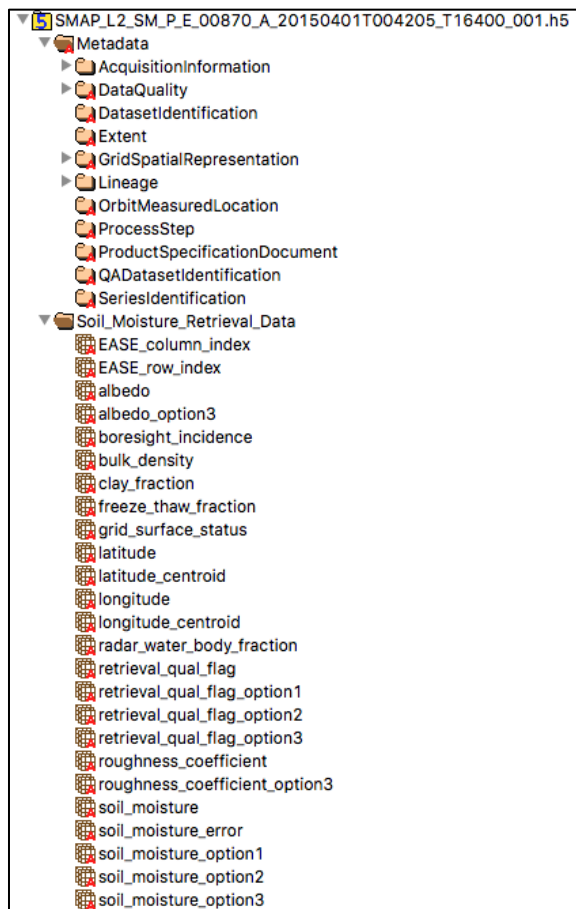 SMAP_L2_SM_P_E_00870_A_20150401T004205_T16400_001.h5
Metadata
AcquisitionInformation
DataQuality
DatasetIdentification
Extent
GridSpatialRepresentation
Lineage
OrbitMeasuredLocation
ProcessStep
ProductSpecificationDocument
QADatasetIdentification
SeriesIdentification
Soil_Moisture_Retrieval_Data
EASE_column_index
EASE_row_index
albedo
albedo_option3
boresight_incidence
bulk_density
clay_fraction
freeze_thaw_fraction
grid_surface_status
latitude
latitude_centroid
longitude
longitude_centroid
radar_water_body_fraction
retrieval_qual_flag
retrieval_qual_flag_option1
retrieval_qual_flag_option2
retrieval_qual_flag_option3
roughness_coefficient
roughness_coefficient_option3
soil_moisture
soil_moisture_error
soil_moisture_option1
soil_moisture_option2
soil_moisture_option3